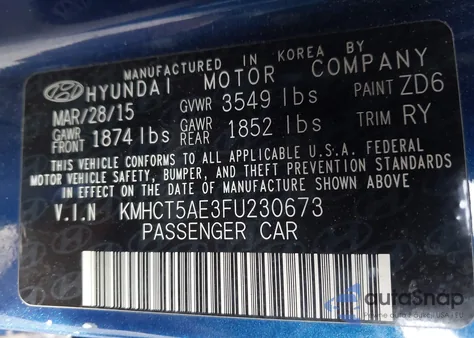 MANUFACTURED IN KOREA BY
HYUNDAI MOTOR COMPANY
MAR/28/15 GVWR 3549 lbs PAINT ZD6
GAWR FRONT 1874 lbs GAWR REAR 1852 lbs TRIM RY
THIS VEHICLE CONFORMS TO ALL APPLICABLE U.S.A. FEDERAL
MOTOR VEHICLE SAFETY, BUMPER, AND THEFT PREVENTION STANDARDS
IN EFFECT ON THE DATE OF MANUFACTURE SHOWN ABOVE.
V.I.N KMHCT5AE3FU230673
PASSENGER CAR
autoSnap